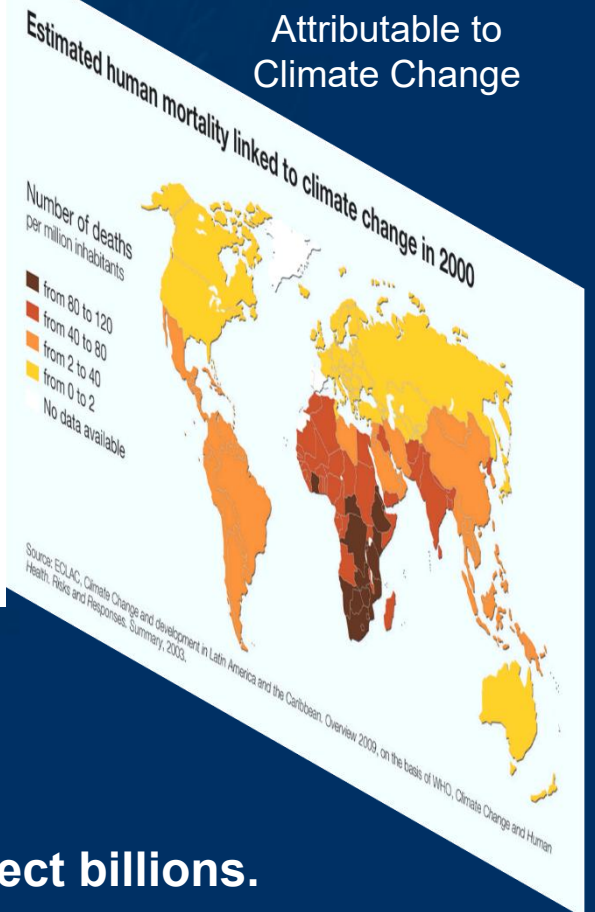 Attributable to
Climate Change
Estimated human mortality linked to climate change in 2000
Number of deaths
per million inhabitants
from 80 to 120
from 40 to 80
from 2 to 40
from 0 to 2
No data available
Source: ECLAC, Climate Change and development in Latin America and the Caribbean. Overview 2009, on the basis of WHO, Climate Change and Human
Health. Risks and Responses. Summary, 2003.
ect billions.